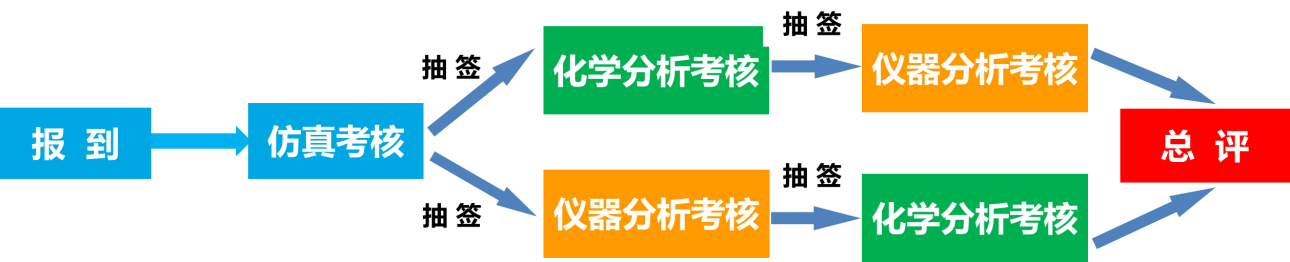 报 到
仿真考核
抽 签
化学分析考核
抽 签
仪器分析考核
抽 签
仪器分析考核
抽 签
化学分析考核
总 评